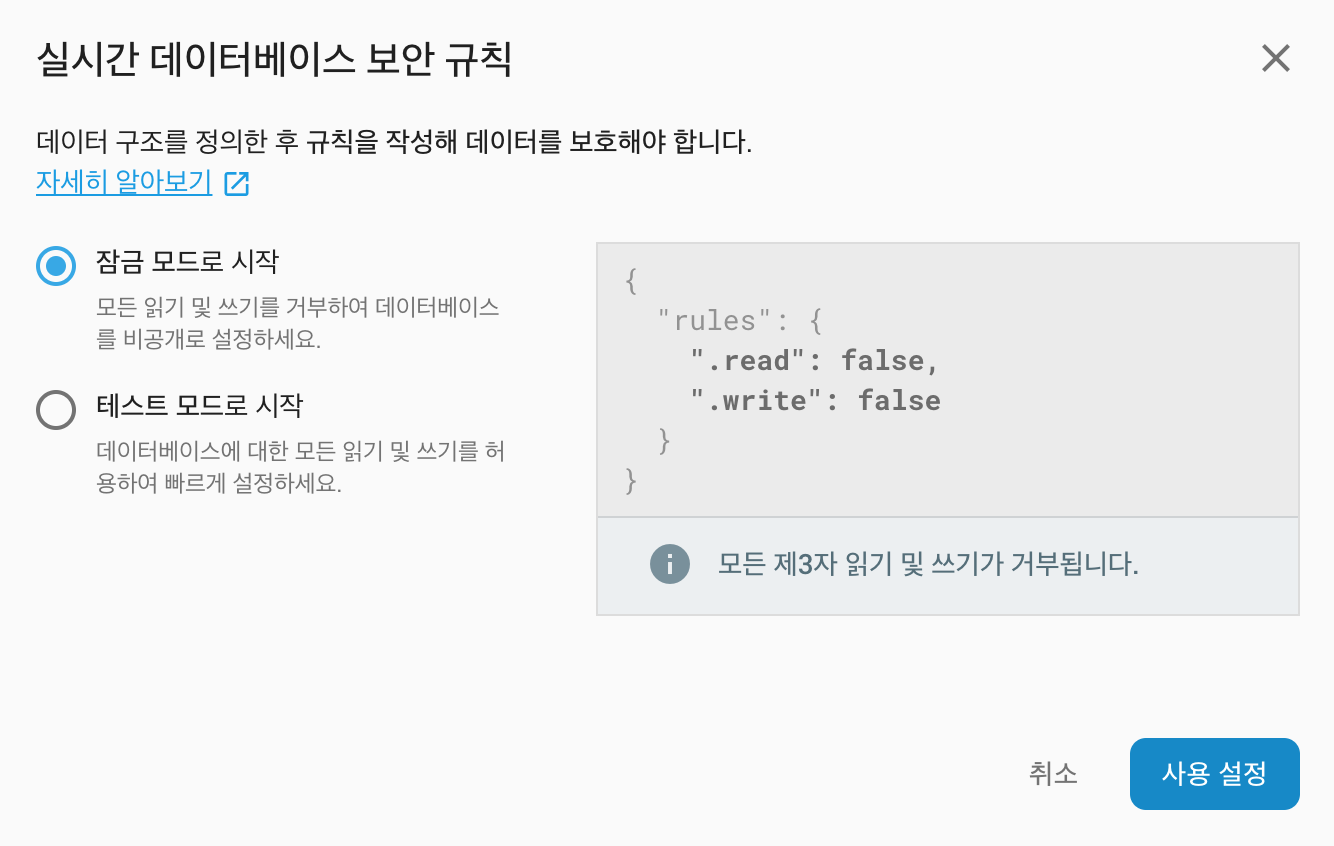 실시간 데이터베이스 보안 규칙
데이터 구조를 정의한 후 규칙을 작성해 데이터를 보호해야 합니다.
자세히 알아보기
잠금 모드로 시작
모든 읽기 및 쓰기를 거부하여 데이터베이스
를 비공개로 설정하세요.
테스트 모드로 시작
데이터베이스에 대한 모든 읽기 및 쓰기를 허
용하여 빠르게 설정하세요.
{
  "rules": {
    ".read": false,
    ".write": false
  }
}
모든 제3자 읽기 및 쓰기가 거부됩니다.
취소
사용 설정